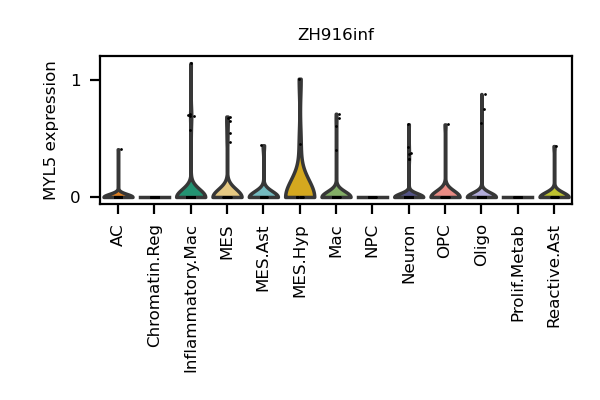 ZH916inf
MYL5 expression
1
0
AC
Chromatin.Reg
Inflammatory.Mac
MES
MES.Ast
MES.Hyp
Mac
NPC
Neuron
OPC
Oligo
Prolif.Metab
Reactive.Ast